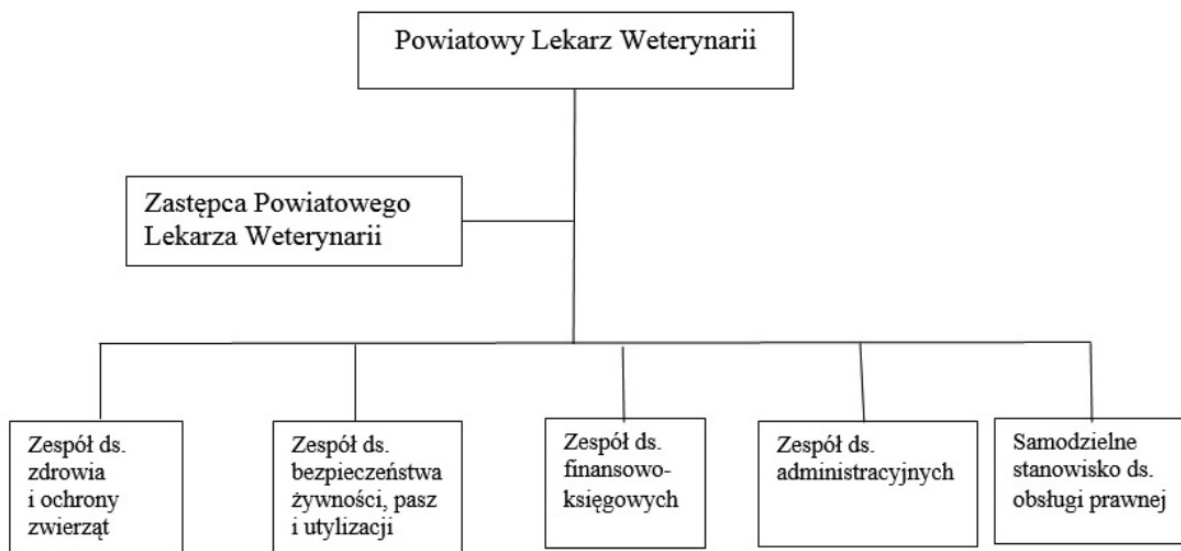 Powiatowy Lekarz Weterynarii
Zastępca Powiatowego
Lekarza Weterynarii
Zespół ds.
zdrowia
i ochrony
zwierząt
Zespół ds.
bezpieczeństwa
żywności, pasz
i utylizacji
Zespół ds.
finansowo-
księgowych
Zespół ds.
administracyjnych
Samodzielne
stanowisko ds.
obsługi prawnej